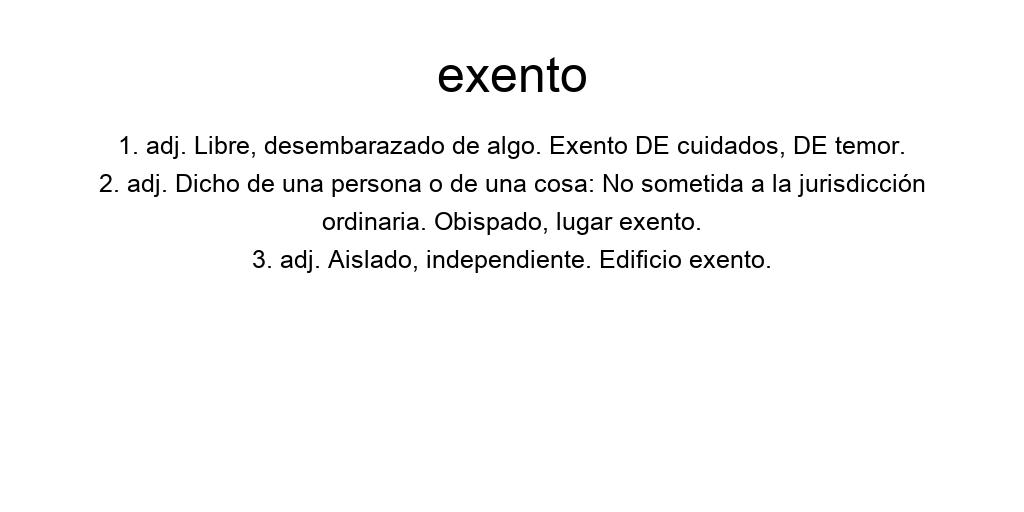 exento
1. adj. Libre, desembarazado de algo. Exento DE cuidados, DE temor.
2. adj. Dicho de una persona o de una cosa: No sometida a la jurisdicción
ordinaria. Obispado, lugar exento.
3. adj. Aislado, independiente. Edificio exento.